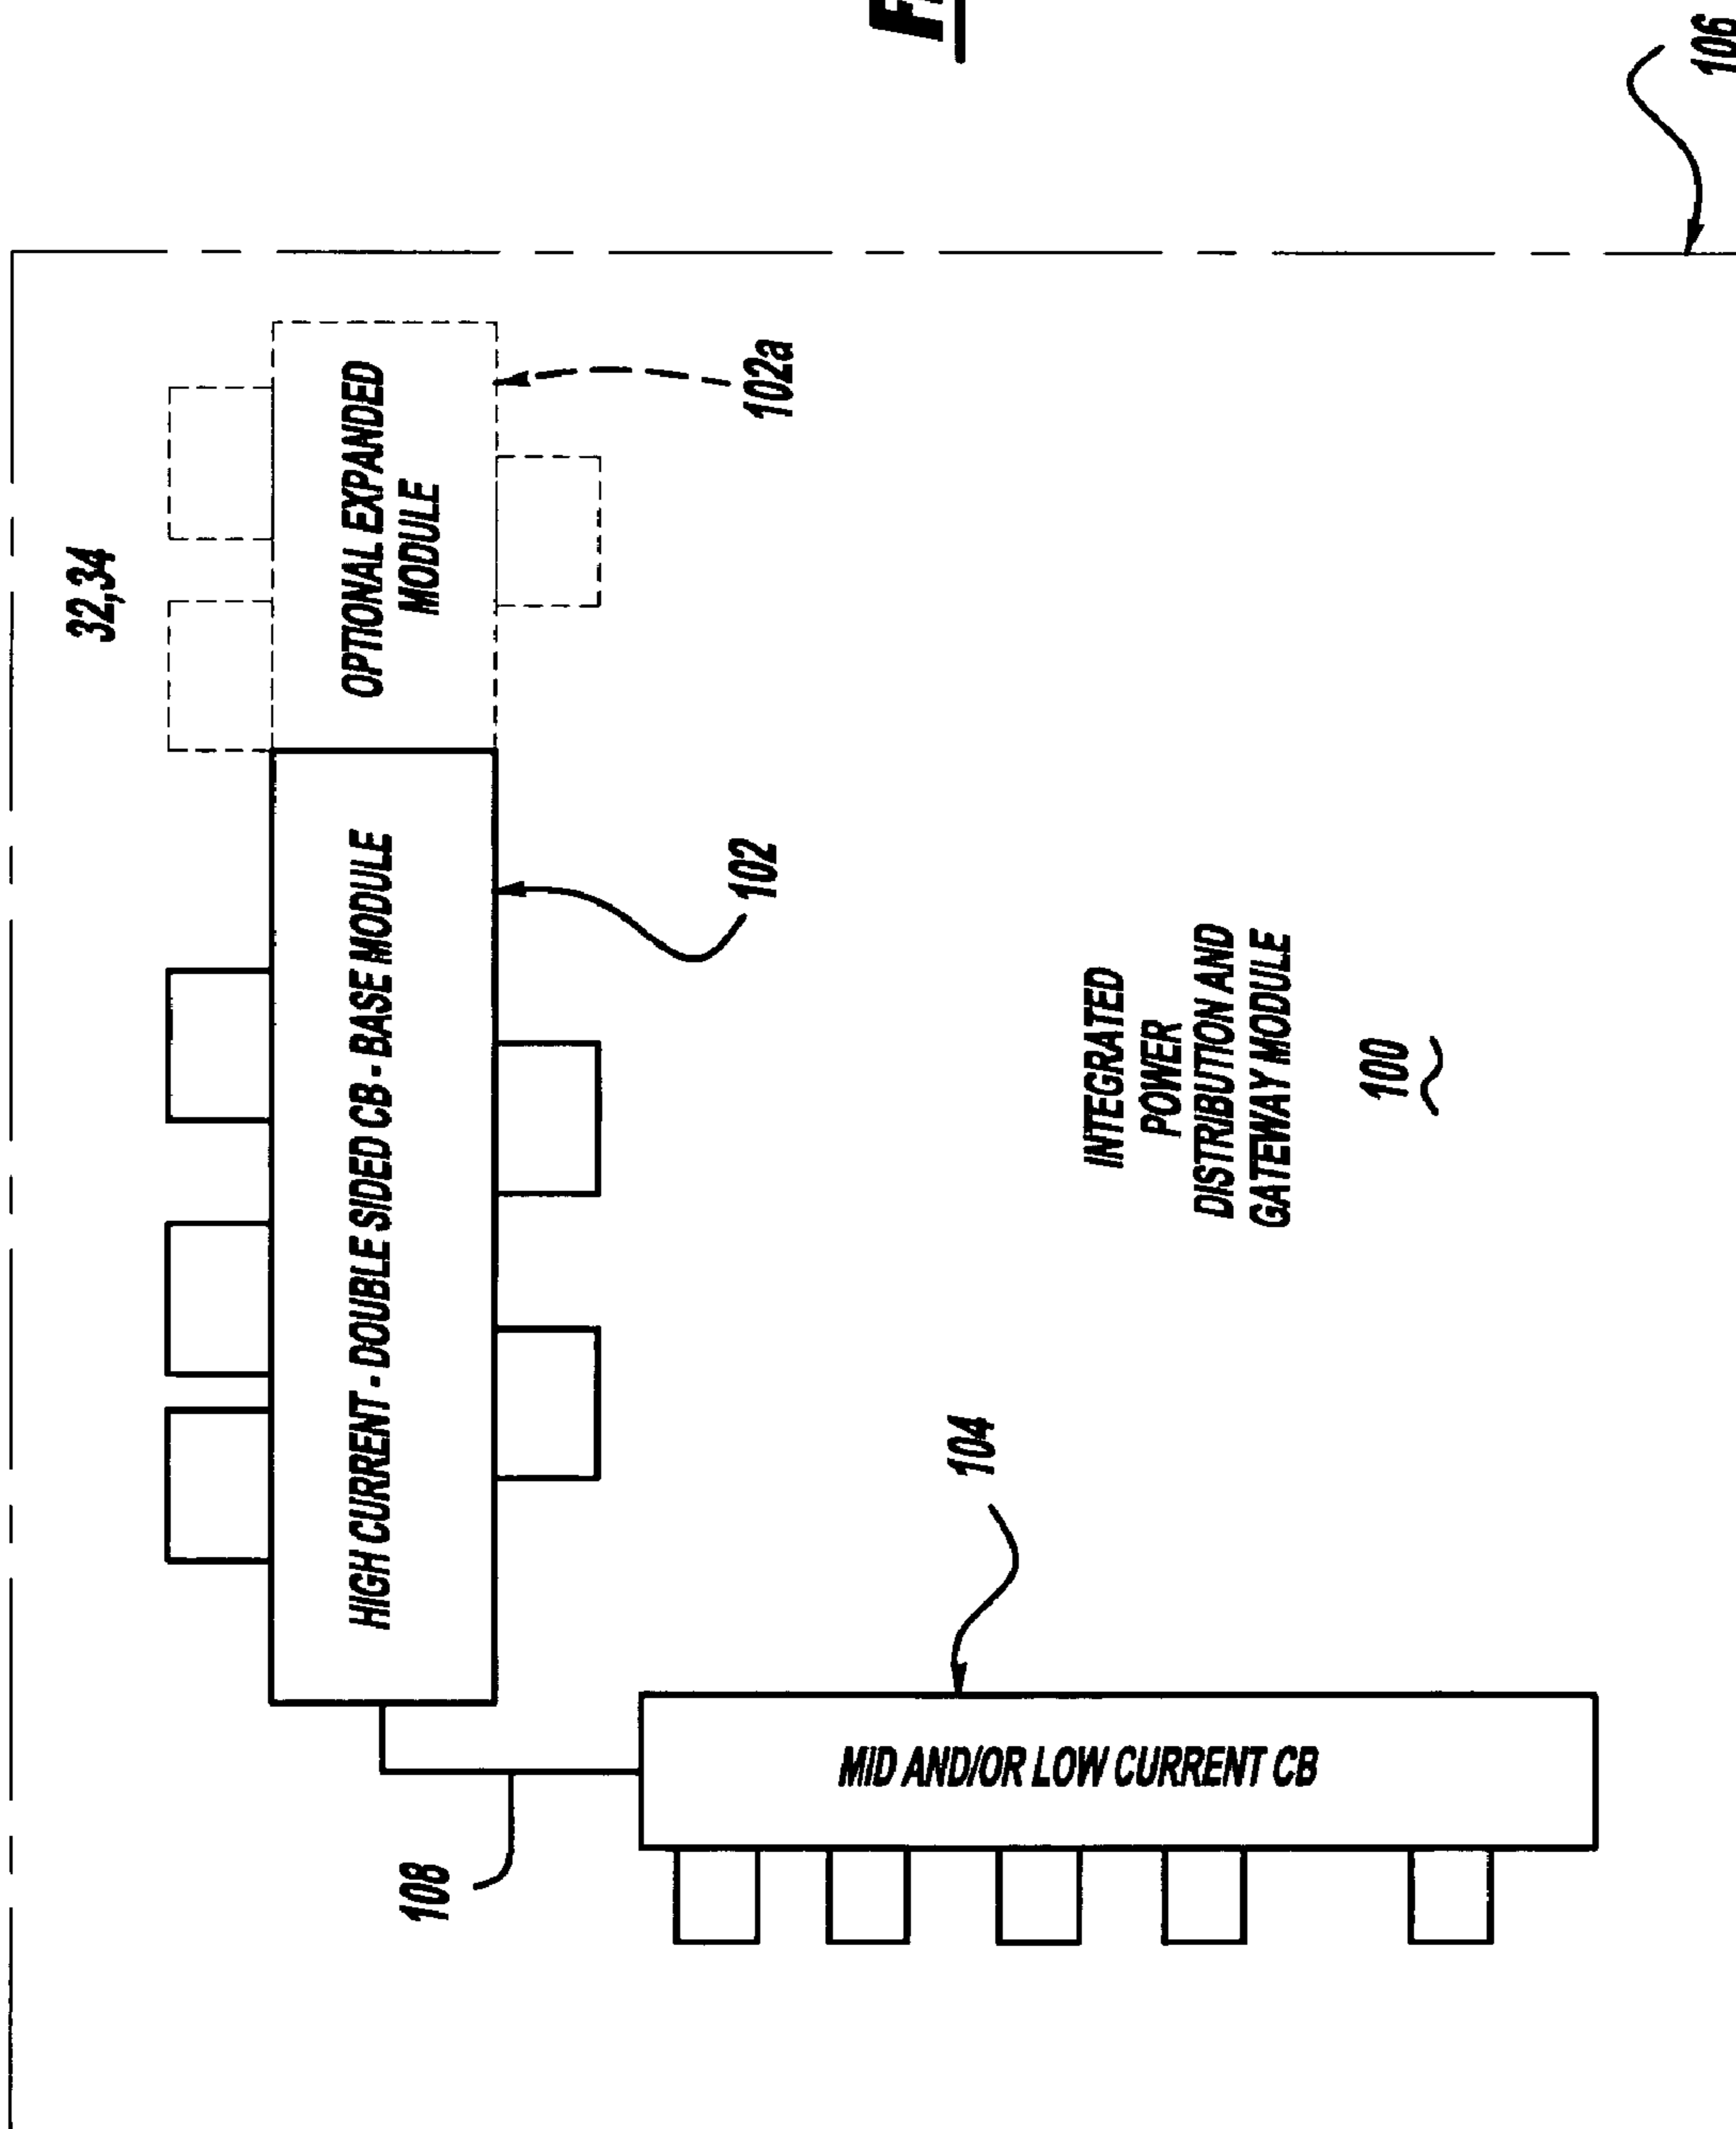 32,34
HIGH CURRENT - DOUBLE SIDED CB - BASE MODULE
OPTIONAL EXPANDED
MODULE
108
102
102a
104
MID AND/OR LOW CURRENT CB
INTEGRATED
POWER
DISTRIBUTION AND
GATEWAY MODULE
100
106